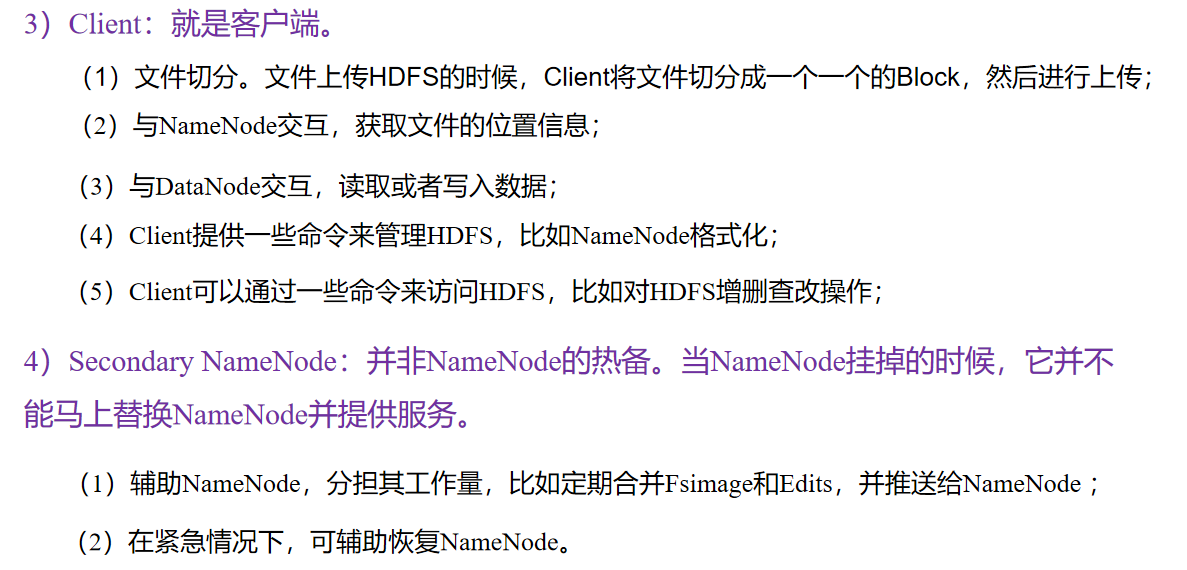 3）Client：就是客户端。
（1）文件切分。文件上传HDFS的时候，Client将文件切分成一个一个的Block，然后进行上传；
（2）与NameNode交互，获取文件的位置信息；
（3）与DataNode交互，读取或者写入数据；
（4）Client提供一些命令来管理HDFS，比如NameNode格式化；
（5）Client可以通过一些命令来访问HDFS，比如对HDFS增删查改操作；
4）Secondary NameNode：并非NameNode的热备。当NameNode挂掉的时候，它并不
能马上替换NameNode并提供服务。
（1）辅助NameNode，分担其工作量，比如定期合并Fsimage和Edits，并推送给NameNode ；
（2）在紧急情况下，可辅助恢复NameNode。